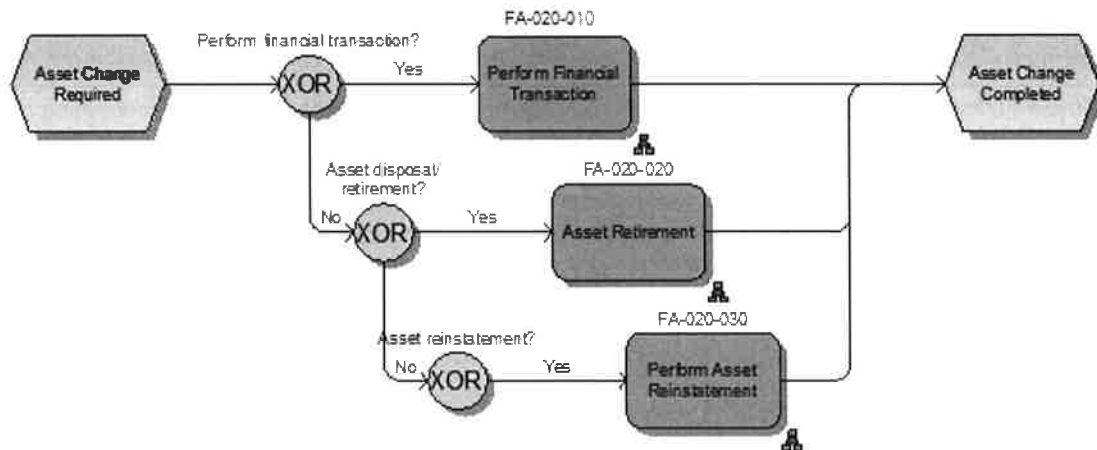 FA-020-010
Perform financial transaction?
Asset Change
Required
XOR
Yes
Perform Financial
Transaction
Asset Change
Completed
Asset disposal/
retirement?
FA-020-020
No
XOR
Yes
Asset Retirement
FA-020-030
Asset reinstatement?
No
XOR
Yes
Perform Asset
Reinstatement